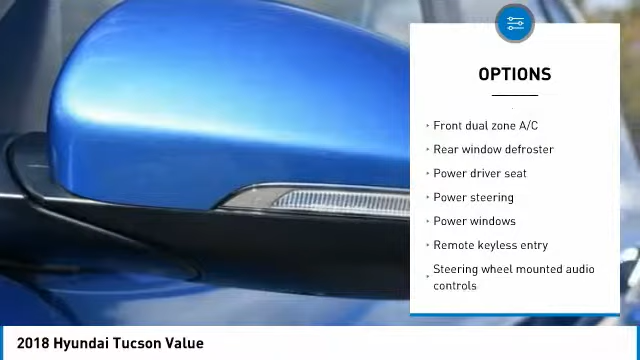 OPTIONS
Front dual zone A/C
Rear window defroster
Power driver seat
Power steering
Power windows
Remote keyless entry
Steering wheel mounted audio
controls
2018 Hyundai Tucson Value